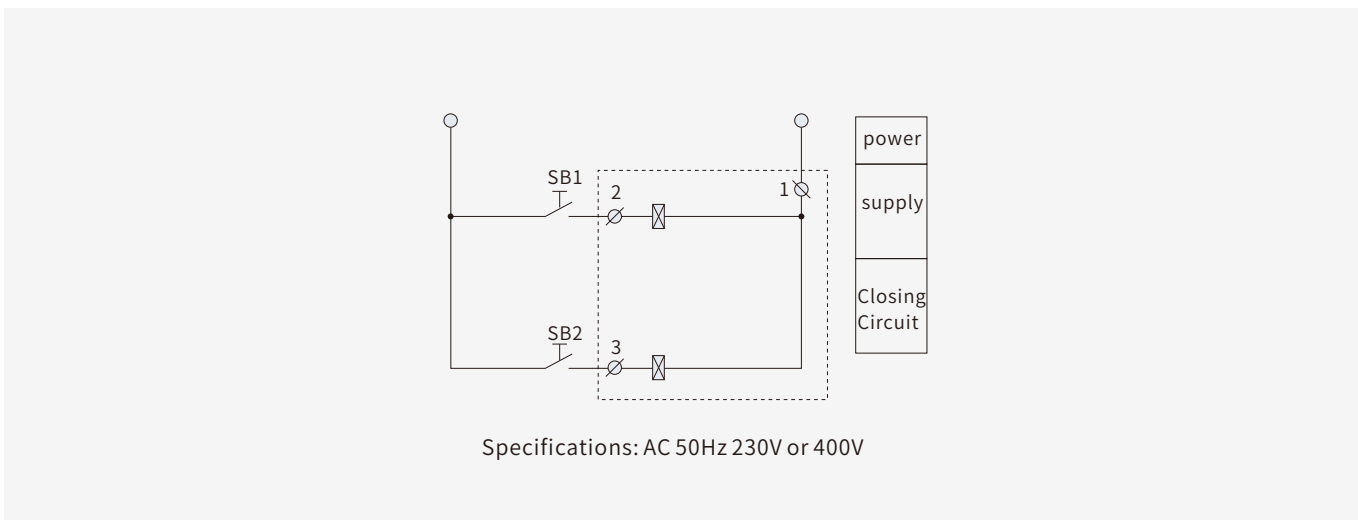 power
SB1
2
1
supply
Closing
Circuit
SB2
3
Specifications: AC 50Hz 230V or 400V